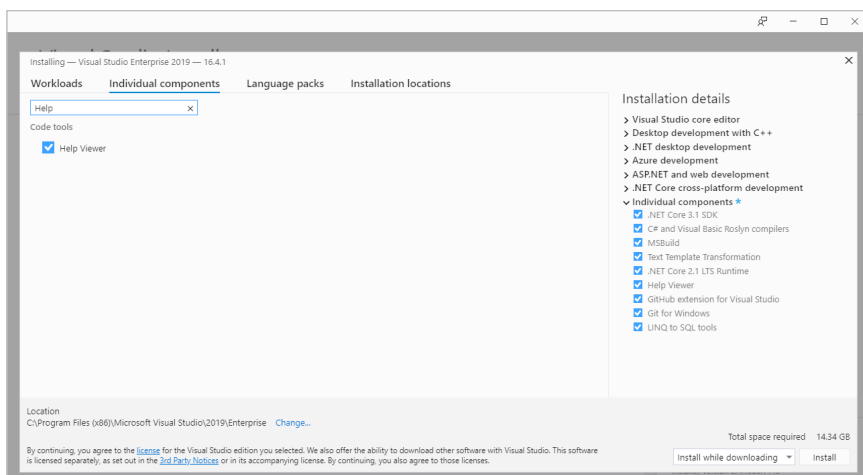 Installing — Visual Studio Enterprise 2019 — 16.4.1
Workloads Individual components Language packs Installation locations
Help
Code tools
Help Viewer
Installation details
Visual Studio core editor
Desktop development with C++
.NET desktop development
Azure development
ASP.NET and web development
.NET Core cross-platform development
Individual components *
.NET Core 3.1 SDK
C# and Visual Basic Roslyn compilers
MSBuild
Text Template Transformation
.NET Core 2.1 LTS Runtime
Help Viewer
GitHub extension for Visual Studio
Git for Windows
LINQ to SQL tools
Location
C:\Program Files (x86)\Microsoft Visual Studio\2019\Enterprise Change...
Total space required 14.34 GB
By continuing, you agree to the license for the Visual Studio edition you selected. We also offer the ability to download other software with Visual Studio. This software
is licensed separately, as set out in the 3rd Party Notices or in its accompanying license. By continuing, you also agree to those licenses.
Install while downloading Install